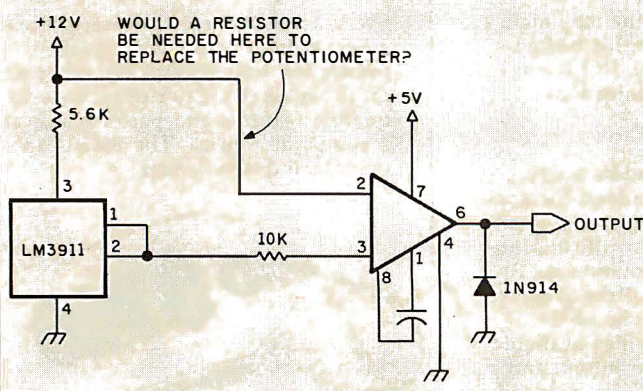 +12V
WOULD A RESISTOR
BE NEEDED HERE TO
REPLACE THE POTENTIOMETER?
5.6K
+5V
3
1
2
LM3911
4
10K
2
3
7
6
4
1
8
OUTPUT
1N914